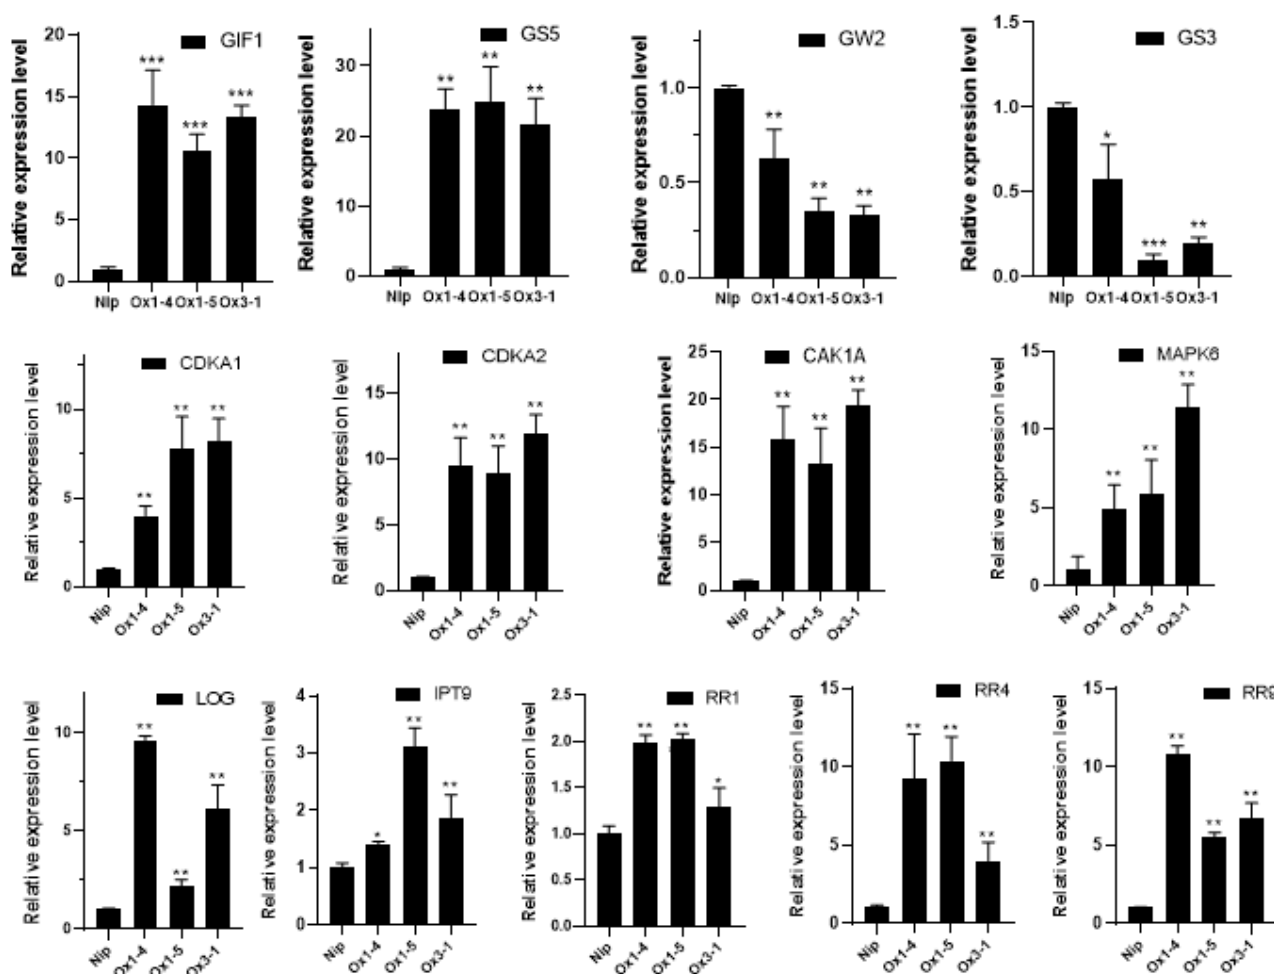 GIF1
Relative expression level
20
15
10
5
0
***
***
***
Nip Ox1-4 Ox1-5 Ox3-1
GS5
Relative expression level
30
20
10
0
**
**
**
Nip Ox1-4 Ox1-5 Ox3-1
GW2
Relative expression level
1.0
0.5
0.0
**
**
**
Nip Ox1-4 Ox1-5 Ox3-1
GS3
Relative expression level
1.5
1.0
0.5
0.0
*
***
**
Nip Ox1-4 Ox1-5 Ox3-1
CDKA1
Relative expression level
10
5
0
**
**
**
Nip Ox1-4 Ox1-5 Ox3-1
CDKA2
Relative expression level
15
10
5
0
**
**
**
Nip Ox1-4 Ox1-5 Ox3-1
CAK1A
Relative expression level
25
20
15
10
5
0
**
**
**
Nip Ox1-4 Ox1-5 Ox3-1
MAPK6
Relative expression level
15
10
5
0
**
**
**
Nip Ox1-4 Ox1-5 Ox3-1
LOG
Relative expression level
10
5
0
**
**
**
Nip Ox1-4 Ox1-5 Ox3-1
IPT9
Relative expression level
4
3
2
1
0
*
**
**
Nip Ox1-4 Ox1-5 Ox3-1
RR1
Relative expression level
2.5
2.0
1.5
1.0
0.5
0.0
**
**
*
Nip Ox1-4 Ox1-5 Ox3-1
RR4
Relative expression level
15
10
5
0
**
**
**
Nip Ox1-4 Ox1-5 Ox3-1
RR9
Relative expression level
15
10
5
0
**
**
**
Nip Ox1-4 Ox1-5 Ox3-1